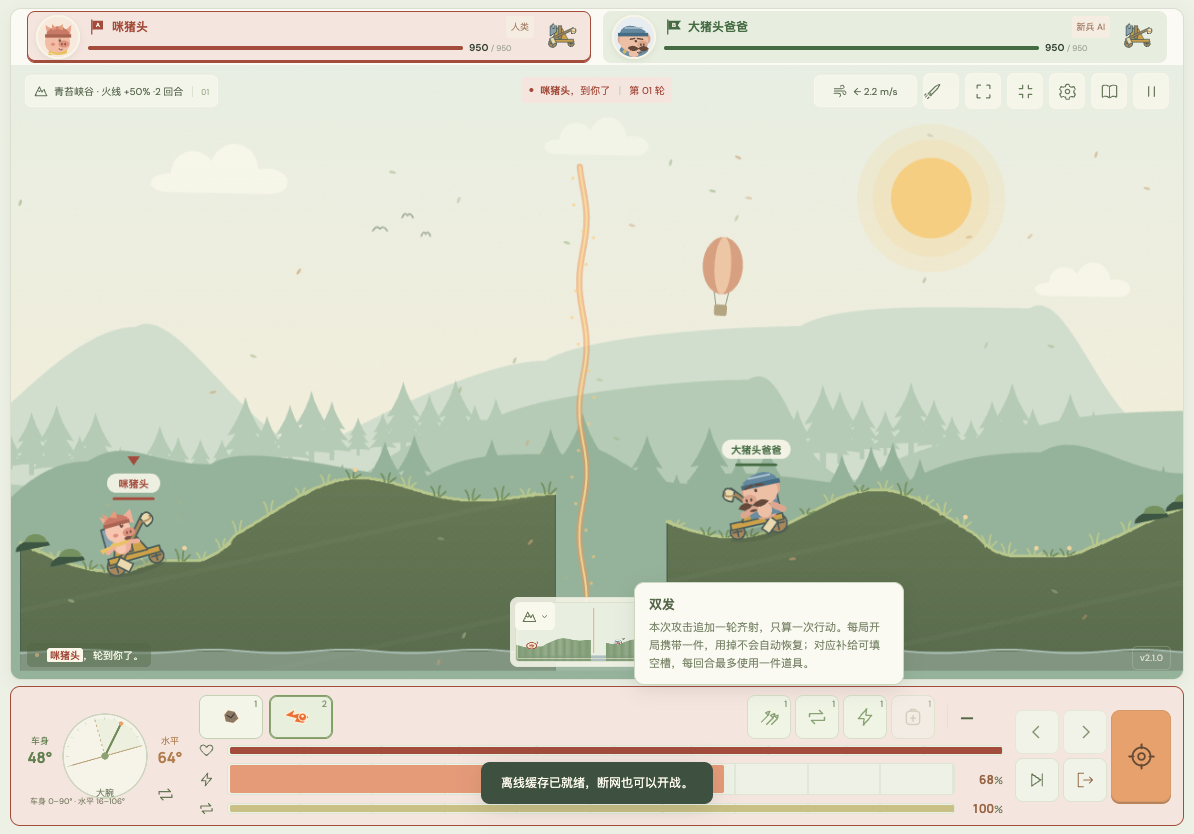 咪猪头
人类
950 / 950
大猪头爸爸
新兵 AI
950 / 950
青苔峡谷 · 火线 +50% ·2 回合 01
咪猪头，到你了 第 01 轮
← 2.2 m/s
大猪头爸爸
咪猪头
双发
本次攻击追加一轮齐射，只算一次行动。每局开
局携带一件，用掉不会自动恢复；对应补给可填
空槽，每回合最多使用一件道具。
咪猪头，轮到你了。
v2.1.0
1
2
1
1
1
1
车身
48°
水平
64°
大腕
车身 0–90° · 水平 16–106°
离线缓存已就绪，断网也可以开战。
68%
100%